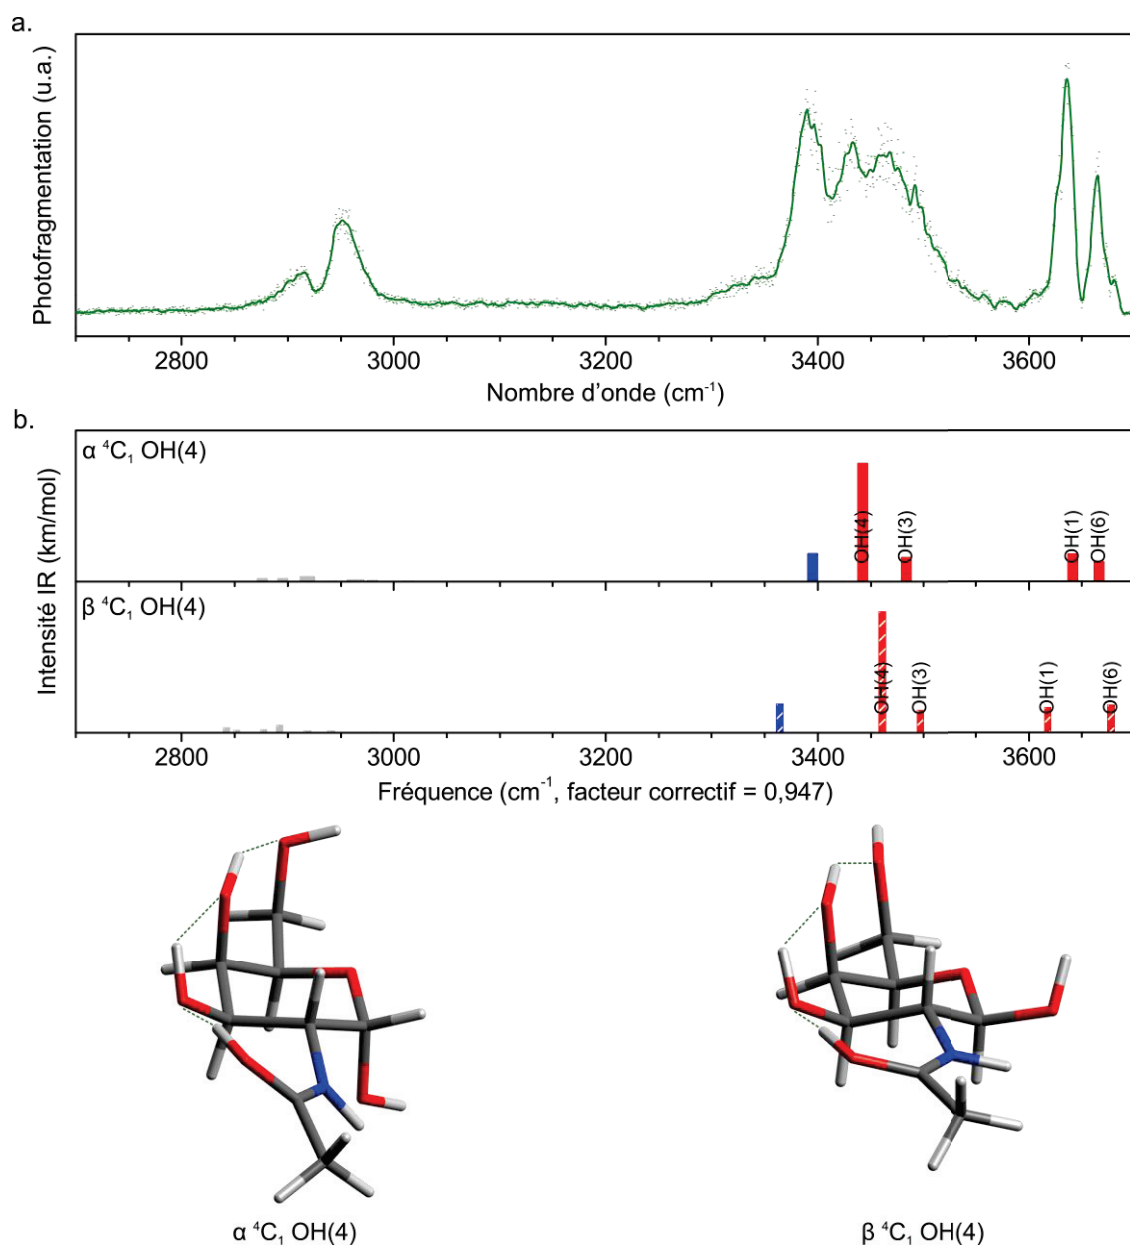 a.
Photofragmentation (u.a.)
2800 3000 3200 3400 3600
Nombre d'onde (cm⁻¹)
b.
Intensité IR (km/mol)
α ⁴C₁ OH(4)
OH(4) OH(3) OH(1) OH(6)
β ⁴C₁ OH(4)
OH(4) OH(3) OH(1) OH(6)
2800 3000 3200 3400 3600
Fréquence (cm⁻¹, facteur correctif = 0,947)
α ⁴C₁ OH(4) β ⁴C₁ OH(4)